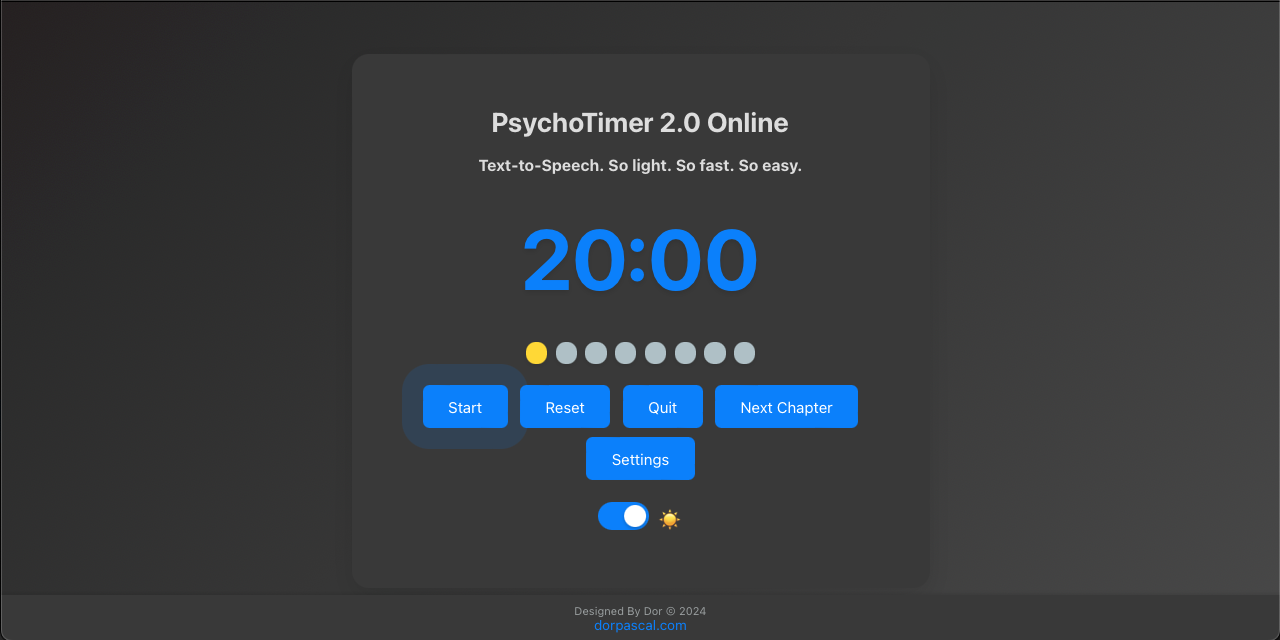 PsychoTimer 2.0 Online
Text-to-Speech. So light. So fast. So easy.
20:00
Start Reset Quit Next Chapter
Settings
Designed By Dor © 2024
dorpascal.com